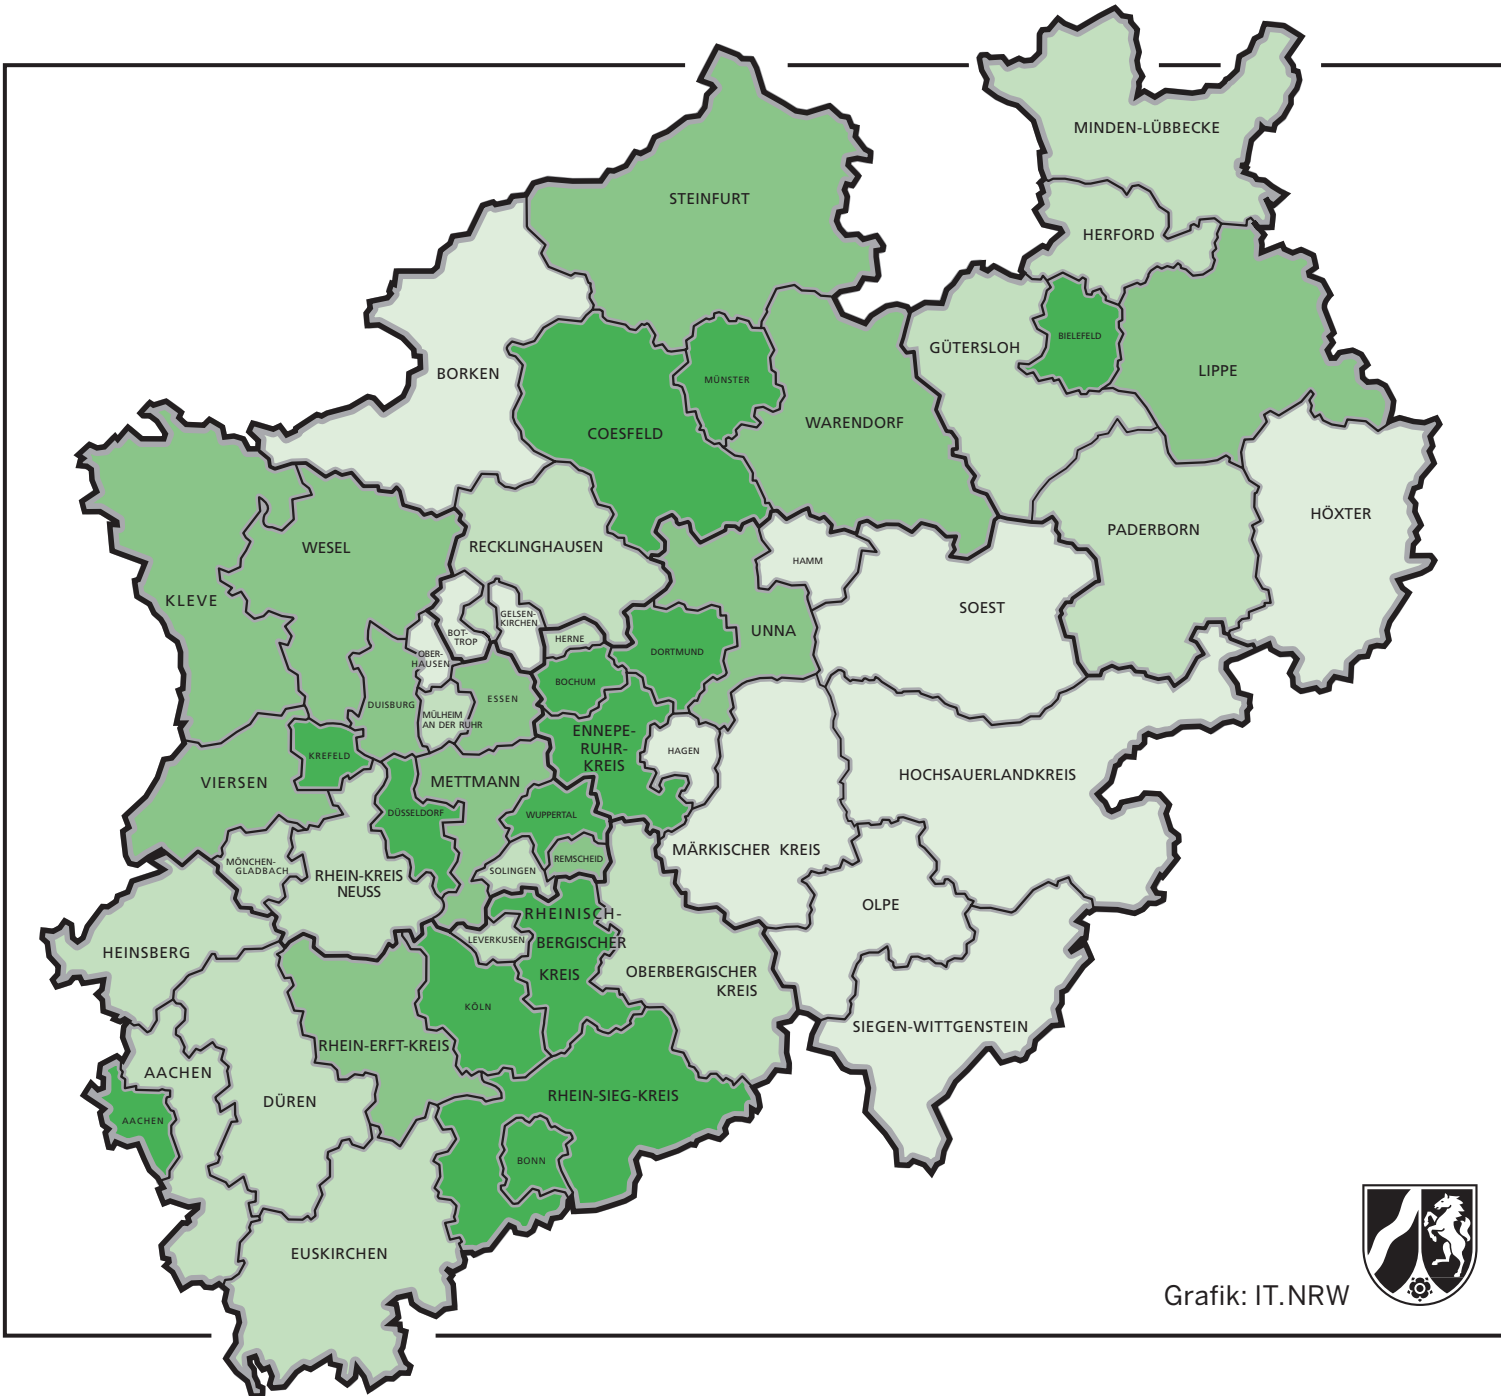 MINDEN-LÜBBECKE
STEINFURT
HERFORD
BIELEFELD
GÜTERSLOH
LIPPE
BORKEN
MÜNSTER
WARENDORF
COESFELD
HÖXTER
PADERBORN
WESEL
RECKLINGHAUSEN
HAMM
KLEVE
SOEST
GELSEN-
KIRCHEN
BOT-
TROP
HERNE
UNNA
OBER-
HAUSEN
DORTMUND
BOCHUM
DUISBURG
ESSEN
MÜLHEIM
AN DER RUHR
ENNEPE-
RUHR-
KREIS
HAGEN
KREFELD
VIERSEN
METTMANN
HOCHSAUERLANDKREIS
DÜSSELDORF
WUPPERTAL
MÄRKISCHER KREIS
REMSCHEID
MÖNCHEN-
GLADBACH
SOLINGEN
RHEIN-KREIS
NEUSS
OLPE
RHEINISCH-
BERGISCHER
KREIS
LEVERKUSEN
HEINSBERG
OBERBERGISCHER
KREIS
KÖLN
SIEGEN-WITTGENSTEIN
RHEIN-ERFT-KREIS
AACHEN
DÜREN
RHEIN-SIEG-KREIS
AACHEN
BONN
EUSKIRCHEN
Grafik: IT.NRW